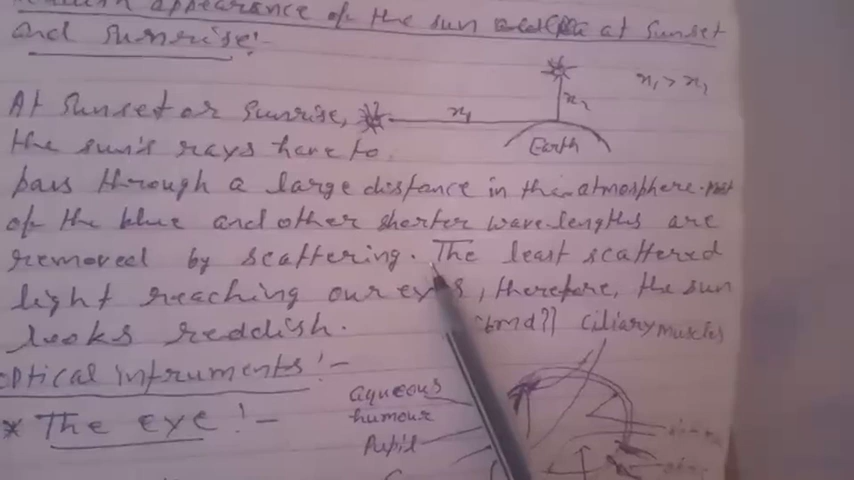 appearance of the sun at sunset
and sunrise:-
x1 > x2
At sunset or sunrise, x1 x2
the sun's rays have to Earth
pass through a large distance in the atmosphere. Most
of the blue and other shorter wave-lengths are
removed by scattering. The least scattered
light reaching our eyes, therefore, the sun
looks reddish. ciliary muscles
optical intruments:-
aqueous
humour
* The eye:-
Pupil